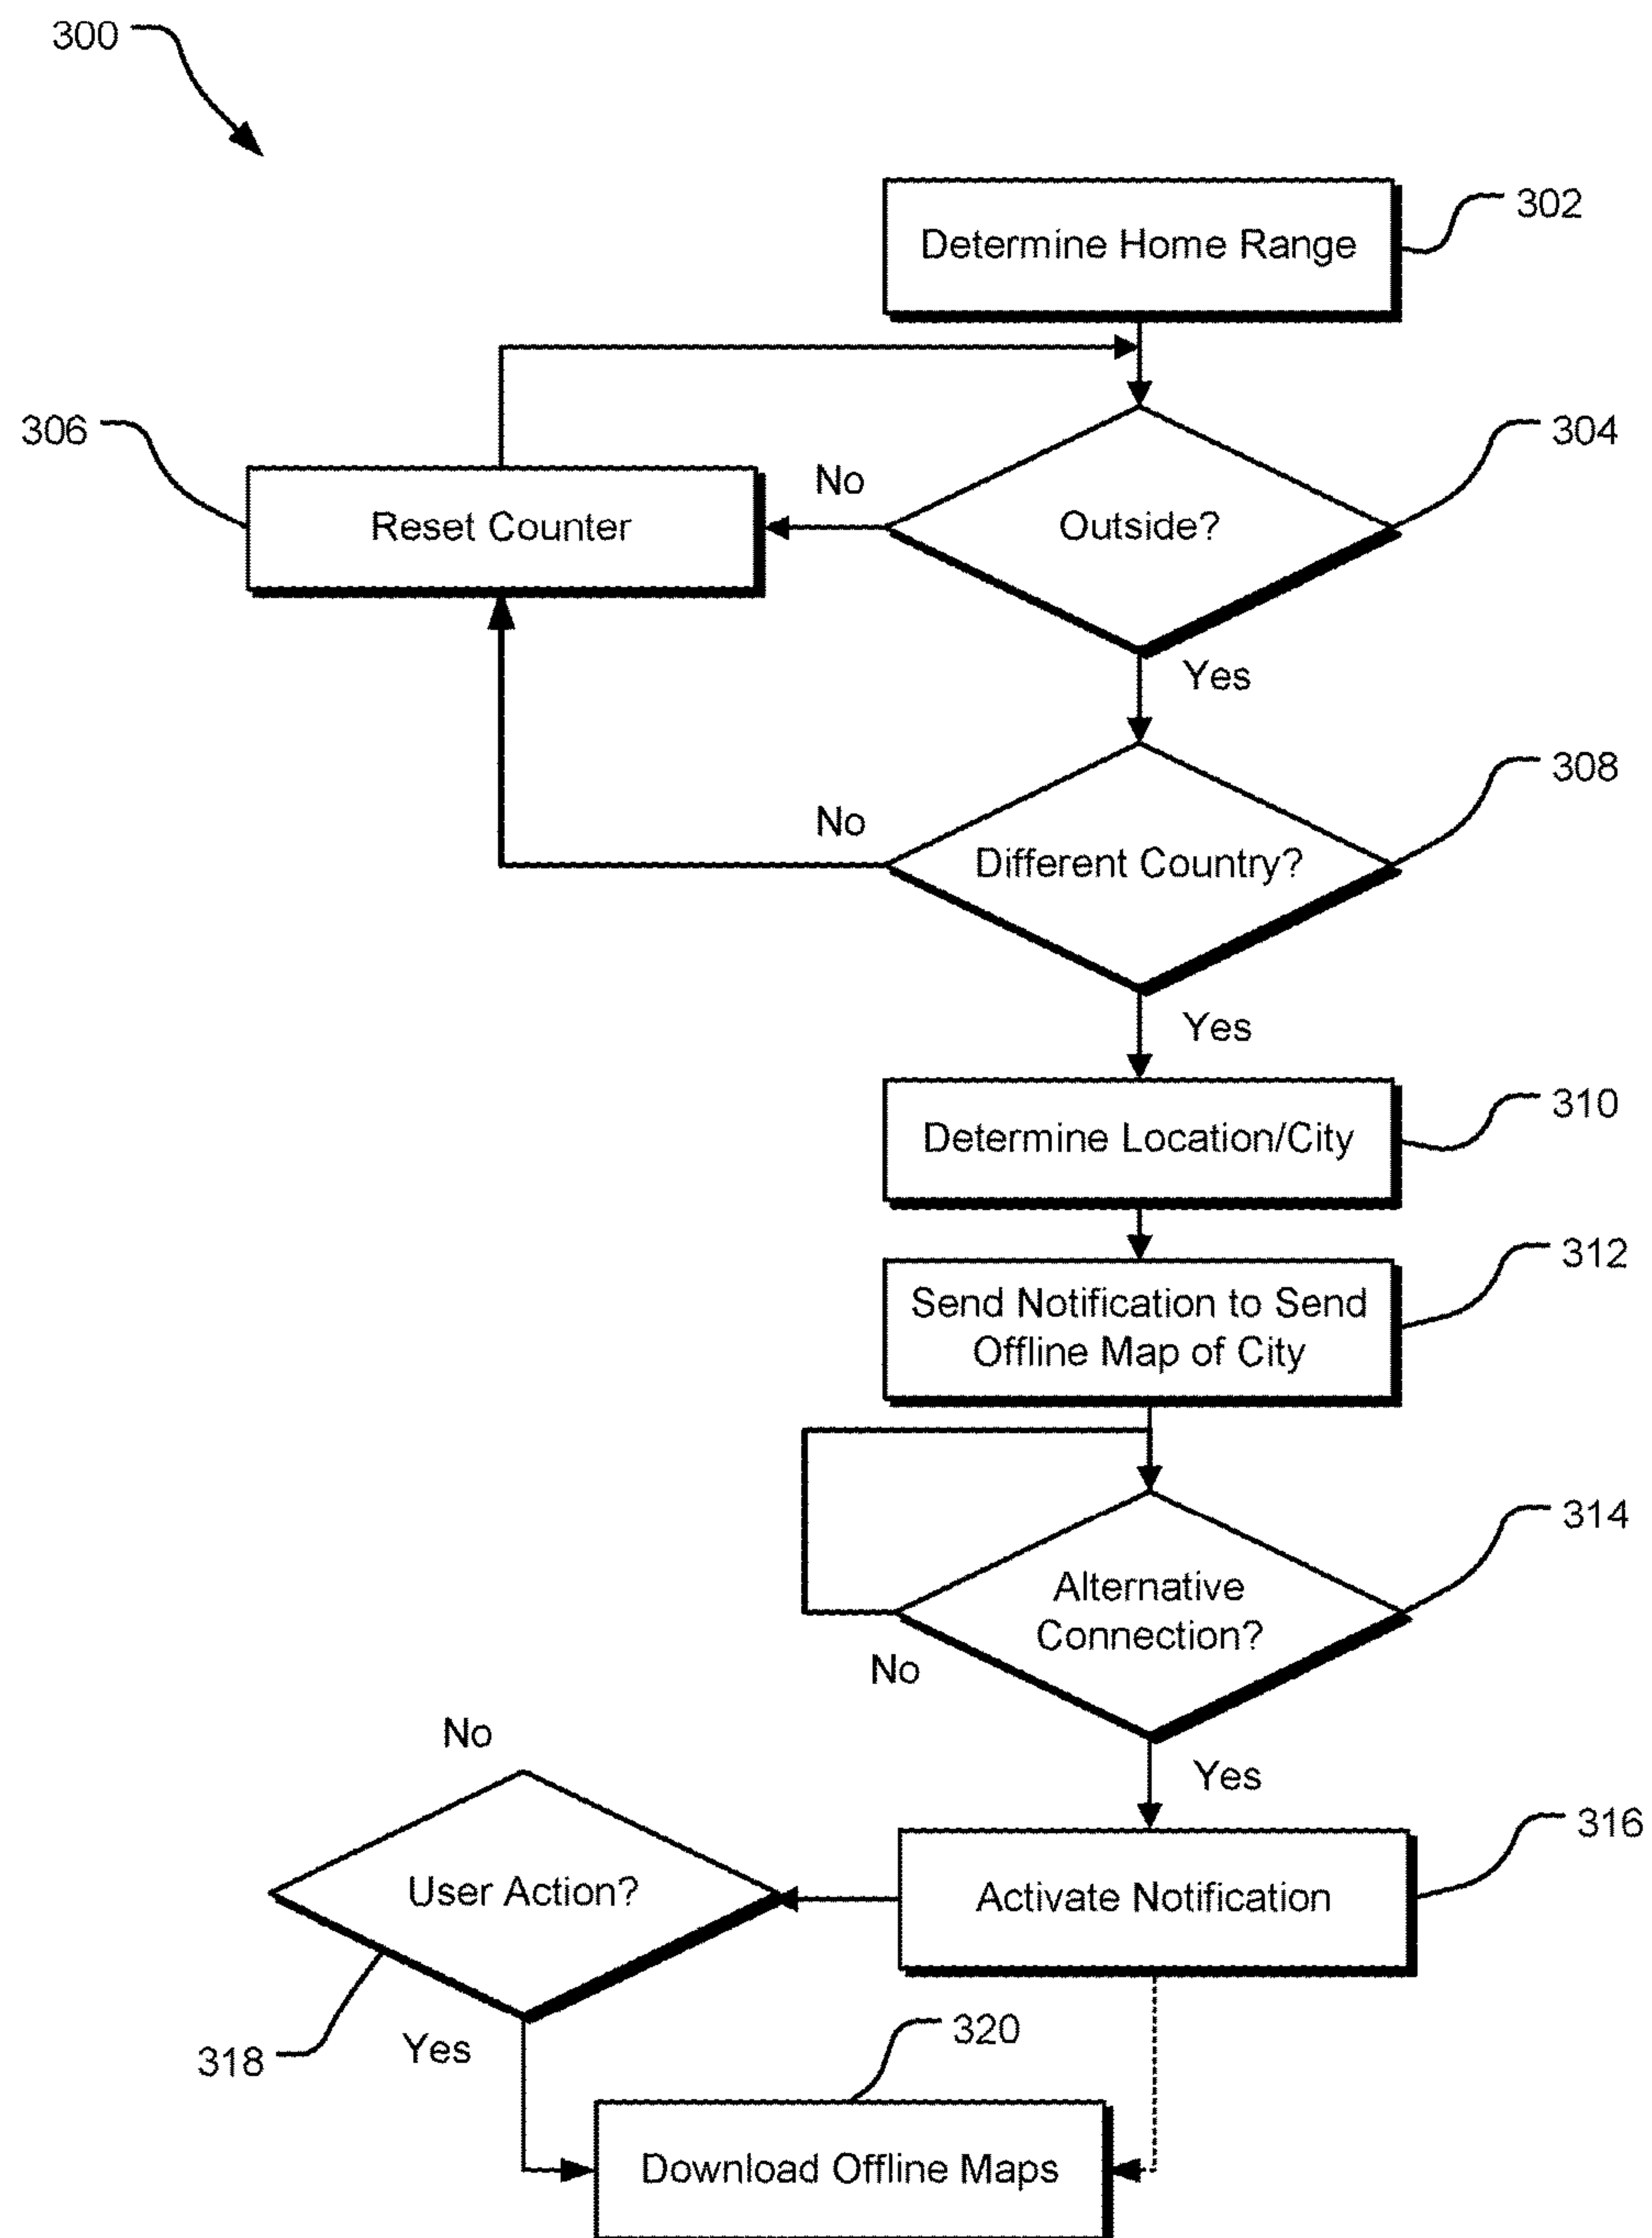 300
302
Determine Home Range
306
304
No
Reset Counter
Outside?
Yes
308
No
Different Country?
Yes
310
Determine Location/City
312
Send Notification to Send
Offline Map of City
314
Alternative
Connection?
No
No
Yes
316
User Action?
Activate Notification
318
Yes
320
Download Offline Maps